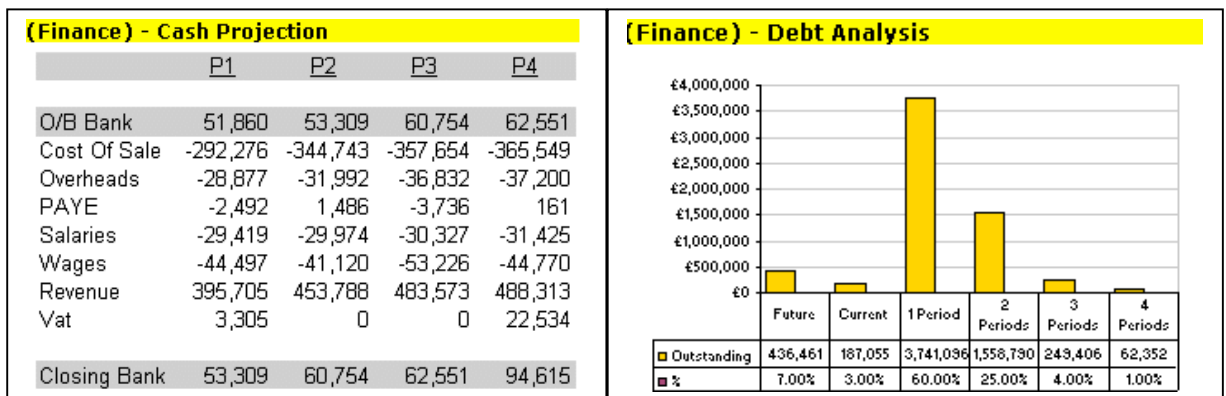 (Finance) - Cash Projection
P1 P2 P3 P4
O/B Bank 51,860 53,309 60,754 62,551
Cost Of Sale -292,276 -344,743 -357,654 -365,549
Overheads -28,877 -31,992 -36,832 -37,200
PAYE -2,492 1,486 -3,736 161
Salaries -29,419 -29,974 -30,327 -31,425
Wages -44,497 -41,120 -53,226 -44,770
Revenue 395,705 453,788 483,573 488,313
Vat 3,305 0 0 22,534
Closing Bank 53,309 60,754 62,551 94,615
(Finance) - Debt Analysis
£4,000,000
£3,500,000
£3,000,000
£2,500,000
£2,000,000
£1,500,000
£1,000,000
£500,000
£0
Future Current 1 Period 2 Periods 3 Periods 4 Periods
Outstanding 436,461 187,055 3,741,096 1,558,790 249,406 62,352
% 7.00% 3.00% 60.00% 25.00% 4.00% 1.00%